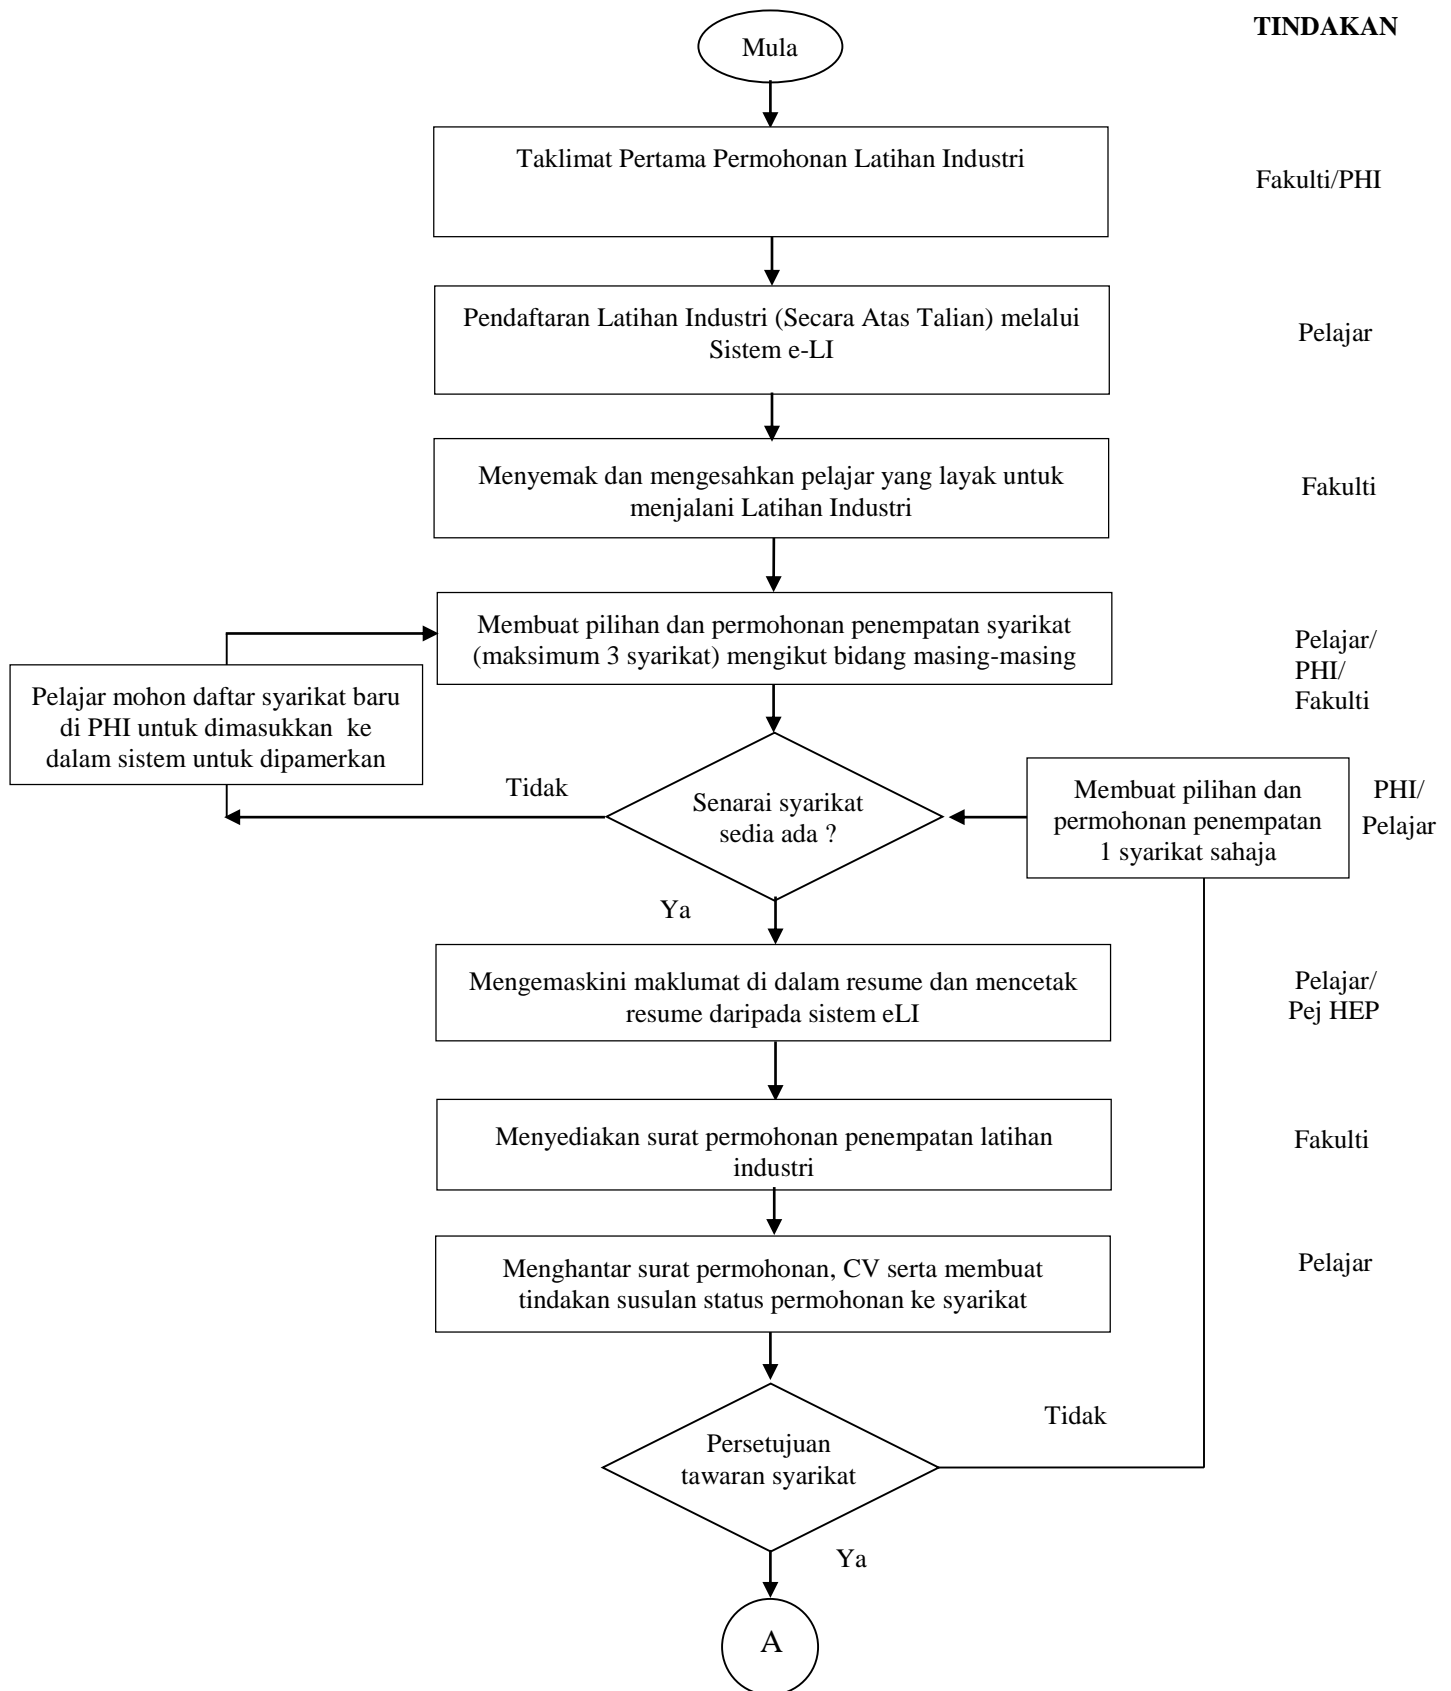 TINDAKAN
Mula
Taklimat Pertama Permohonan Latihan Industri
Fakulti/PHI
Pendaftaran Latihan Industri (Secara Atas Talian) melalui
Sistem e-LI
Pelajar
Menyemak dan mengesahkan pelajar yang layak untuk
menjalani Latihan Industri
Fakulti
Membuat pilihan dan permohonan penempatan syarikat
(maksimum 3 syarikat) mengikut bidang masing-masing
Pelajar/
PHI/
Fakulti
Pelajar mohon daftar syarikat baru
di PHI untuk dimasukkan ke
dalam sistem untuk dipamerkan
Tidak
Senarai syarikat
sedia ada ?
Membuat pilihan dan
permohonan penempatan
1 syarikat sahaja
PHI/
Pelajar
Ya
Mengemaskini maklumat di dalam resume dan mencetak
resume daripada sistem eLI
Pelajar/
Pej HEP
Menyediakan surat permohonan penempatan latihan
industri
Fakulti
Menghantar surat permohonan, CV serta membuat
tindakan susulan status permohonan ke syarikat
Pelajar
Tidak
Persetujuan
tawaran syarikat
Ya
A